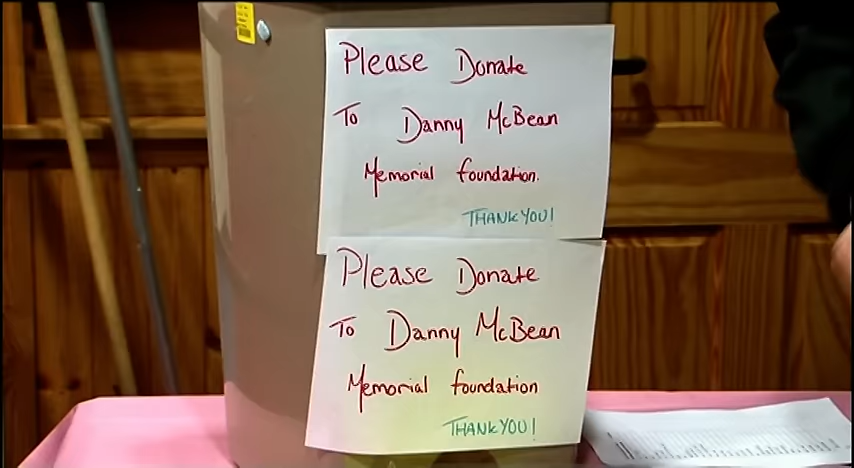 Please Donate
To Danny McBean
Memorial foundation.
THANK YOU!
Please Donate
To Danny McBean
Memorial foundation
THANK YOU!